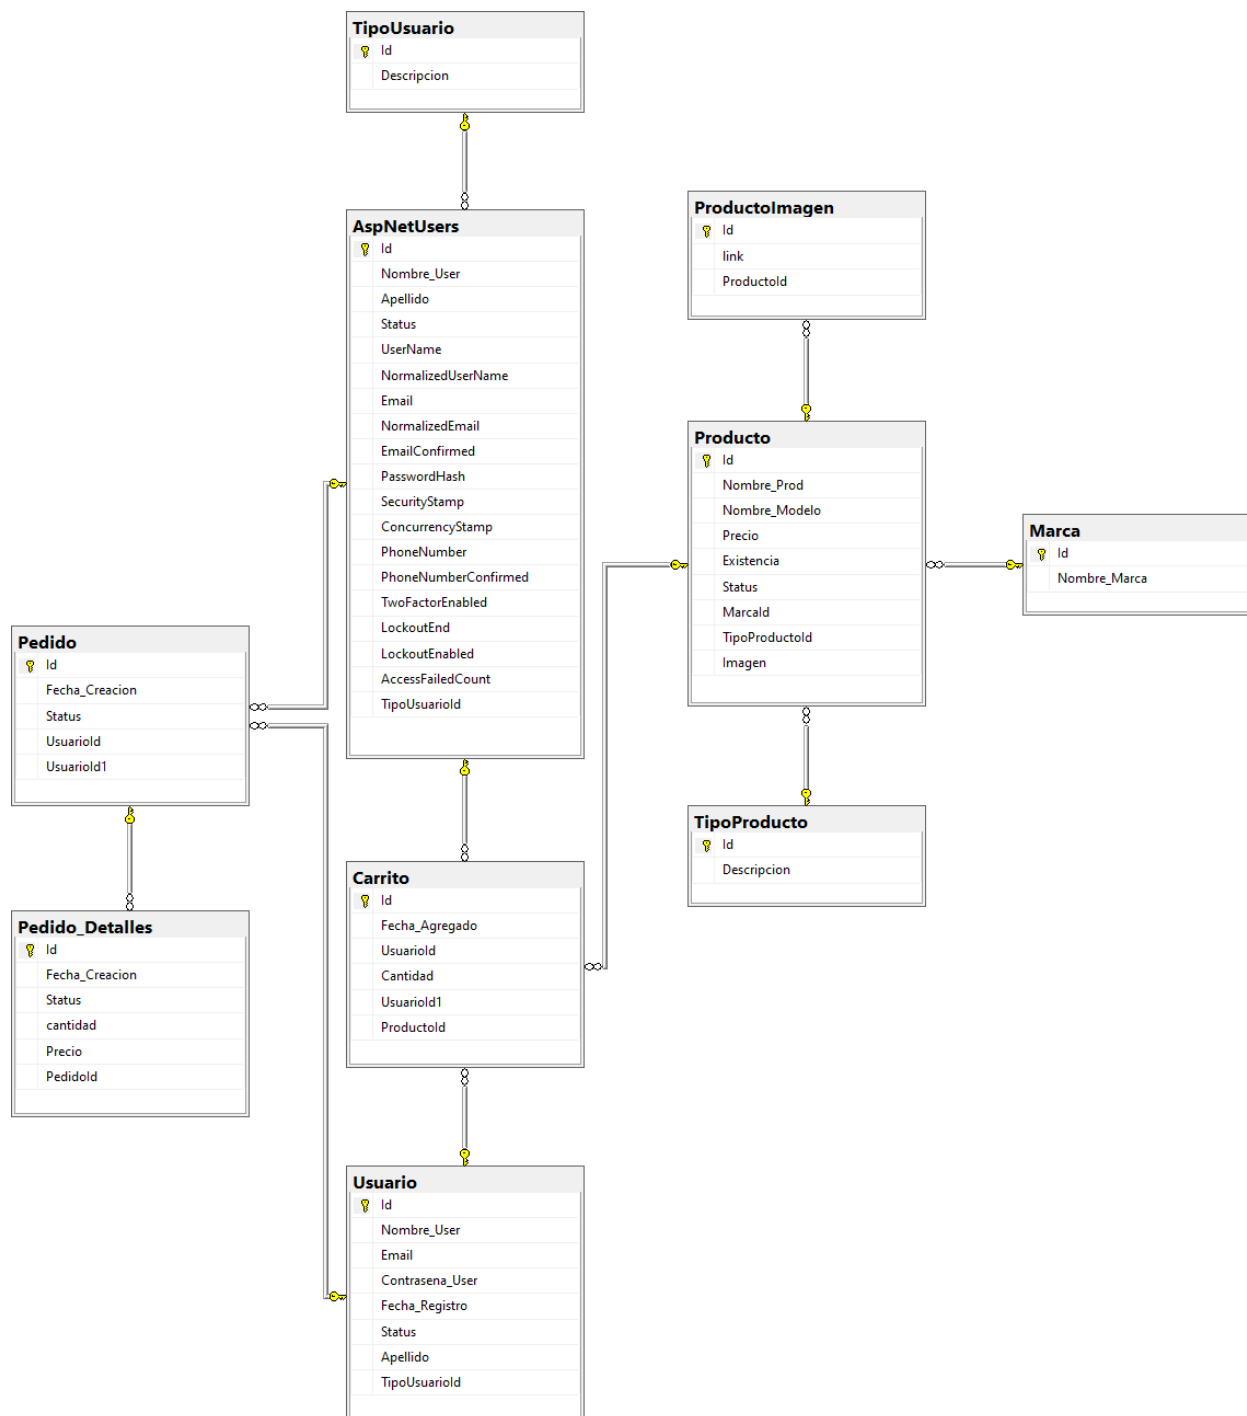 TipoUsuario
Id
Descripcion
AspNetUsers
Id
Nombre_User
Apellido
Status
UserName
NormalizedUserName
Email
NormalizedEmail
EmailConfirmed
PasswordHash
SecurityStamp
ConcurrencyStamp
PhoneNumber
PhoneNumberConfirmed
TwoFactorEnabled
LockoutEnd
LockoutEnabled
AccessFailedCount
TipoUsuarioId
ProductoImagen
Id
link
ProductoId
Producto
Id
Nombre_Prod
Nombre_Modelo
Precio
Existencia
Status
MarcaId
TipoProductoId
Imagen
Marca
Id
Nombre_Marca
Pedido
Id
Fecha_Creacion
Status
UsuarioId
UsuarioId1
TipoProducto
Id
Descripcion
Carrito
Id
Fecha_Agregado
UsuarioId
Cantidad
UsuarioId1
ProductoId
Pedido_Detalles
Id
Fecha_Creacion
Status
cantidad
Precio
PedidoId
Usuario
Id
Nombre_User
Email
Contrasena_User
Fecha_Registro
Status
Apellido
TipoUsuarioId